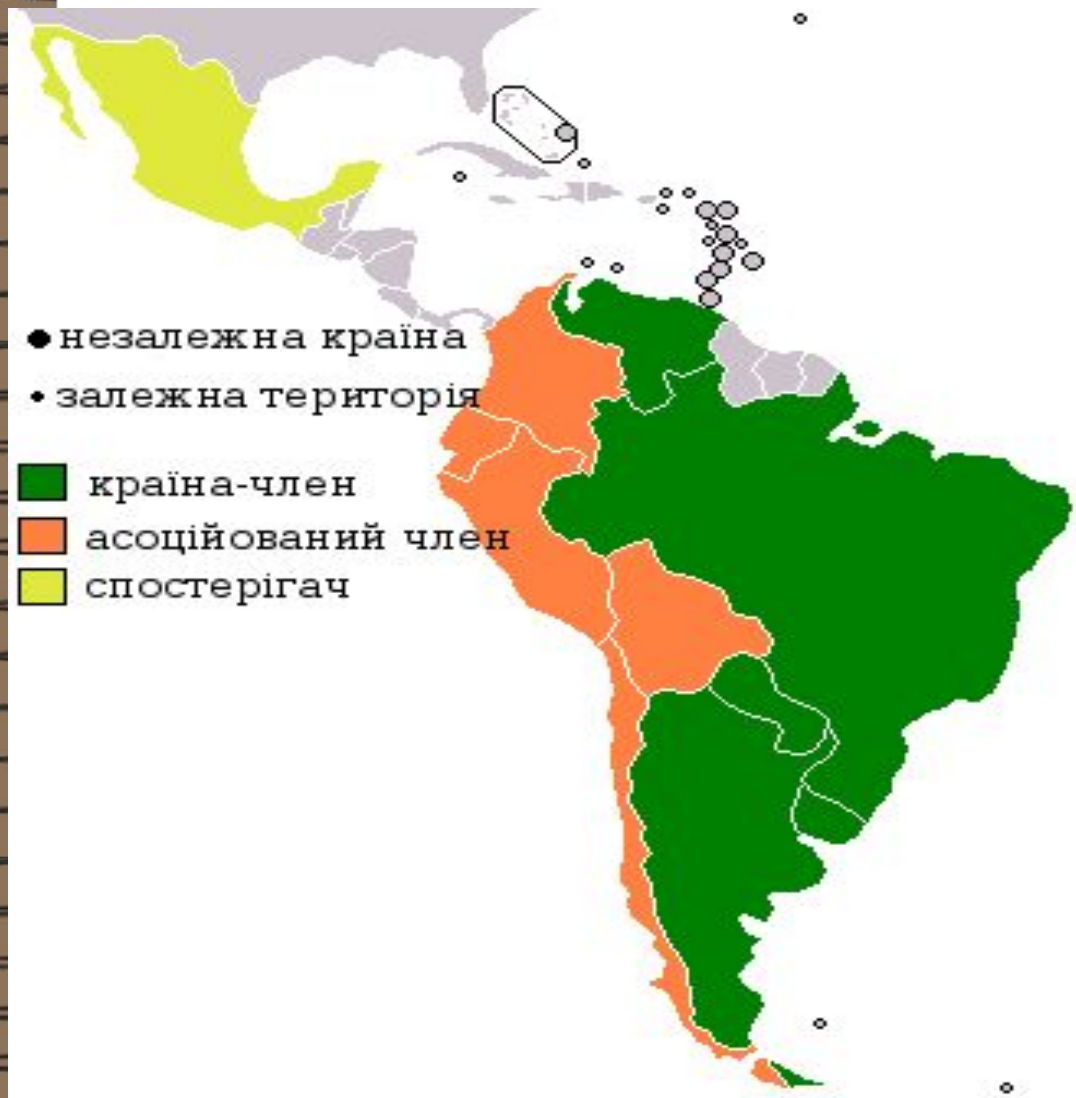 незалежна країна
залежна територія
країна-член
асоційований член
спостерігач